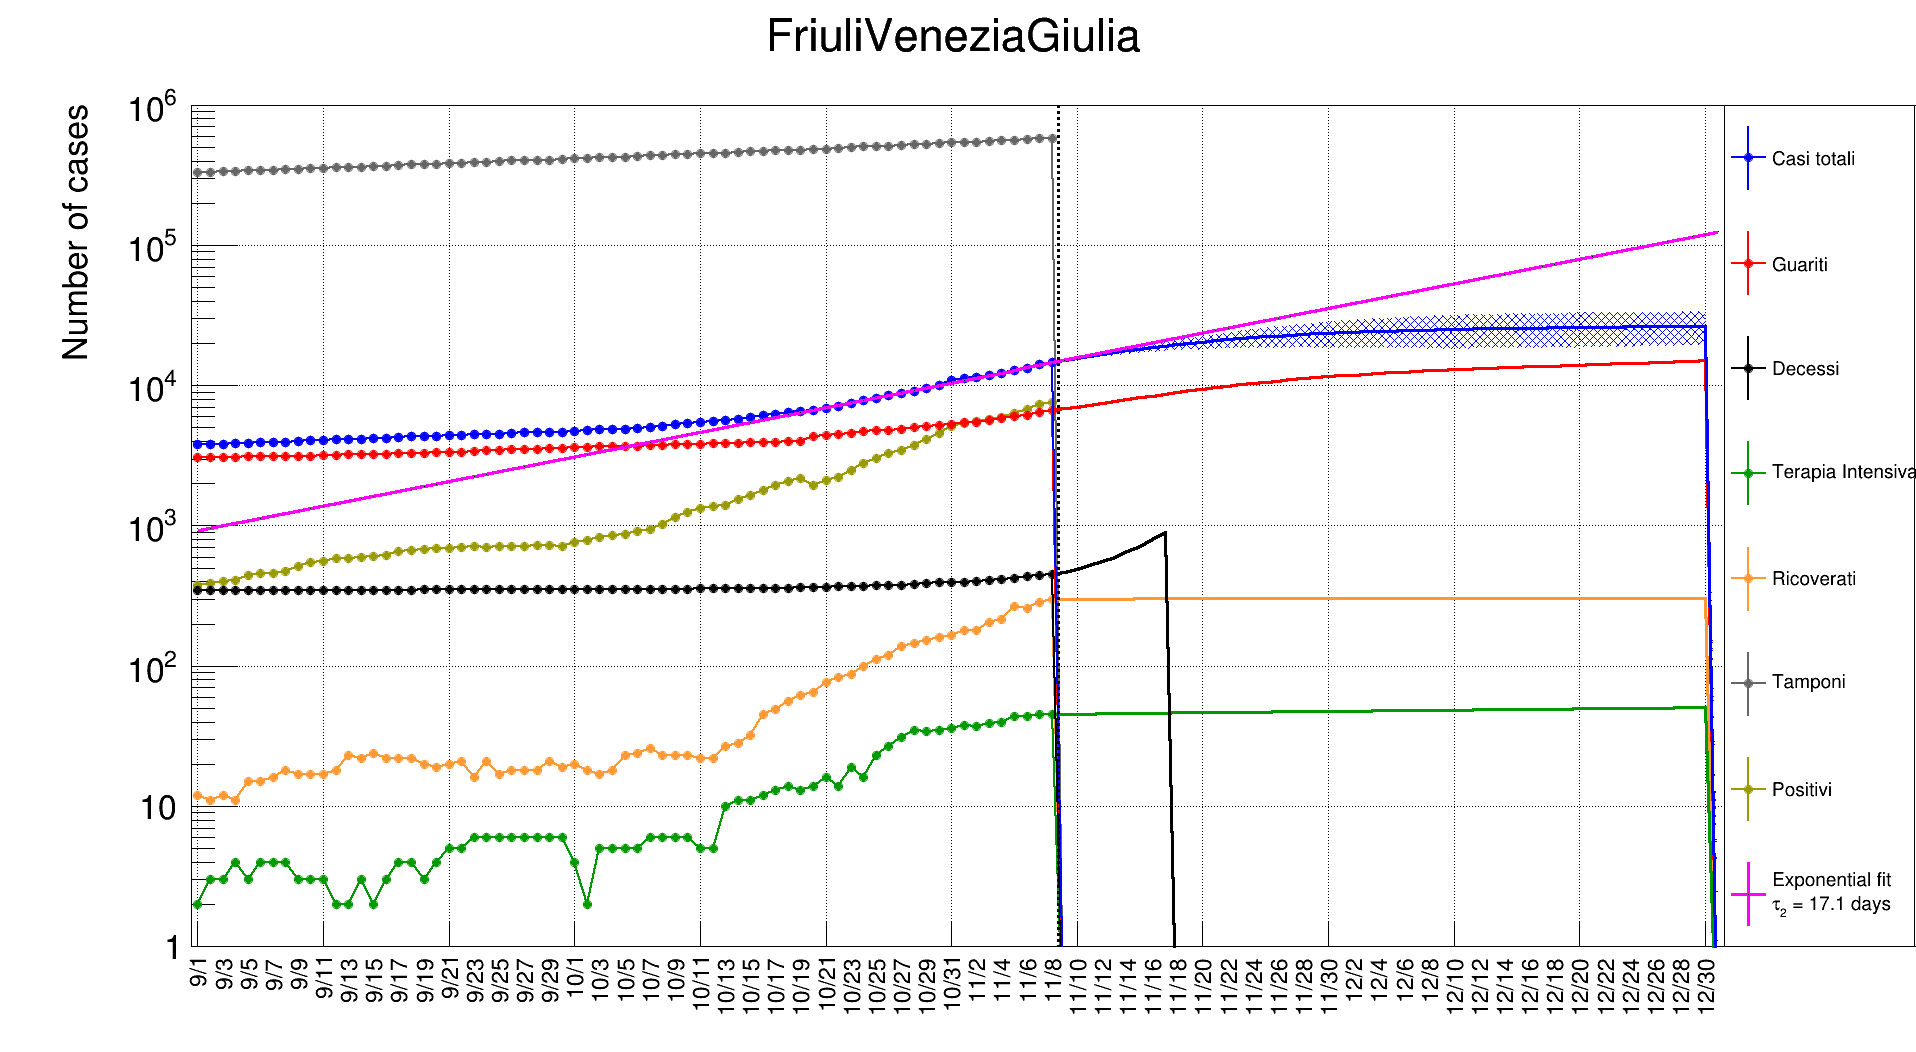 FriuliVeneziaGiulia
Number of cases
10^6
10^5
10^4
10^3
10^2
10
1
9/1 9/3 9/5 9/7 9/9 9/11 9/13 9/15 9/17 9/19 9/21 9/23 9/25 9/27 9/29 10/1 10/3 10/5 10/7 10/9 10/11 10/13 10/15 10/17 10/19 10/21 10/23 10/25 10/27 10/29 10/31 11/2 11/4 11/6 11/8 11/10 11/12 11/14 11/16 11/18 11/20 11/22 11/24 11/26 11/28 11/30 12/2 12/4 12/6 12/8 12/10 12/12 12/14 12/16 12/18 12/20 12/22 12/24 12/26 12/28 12/30
Casi totali
Guariti
Decessi
Terapia Intensiva
Ricoverati
Tamponi
Positivi
Exponential fit
τ_2 = 17.1 days